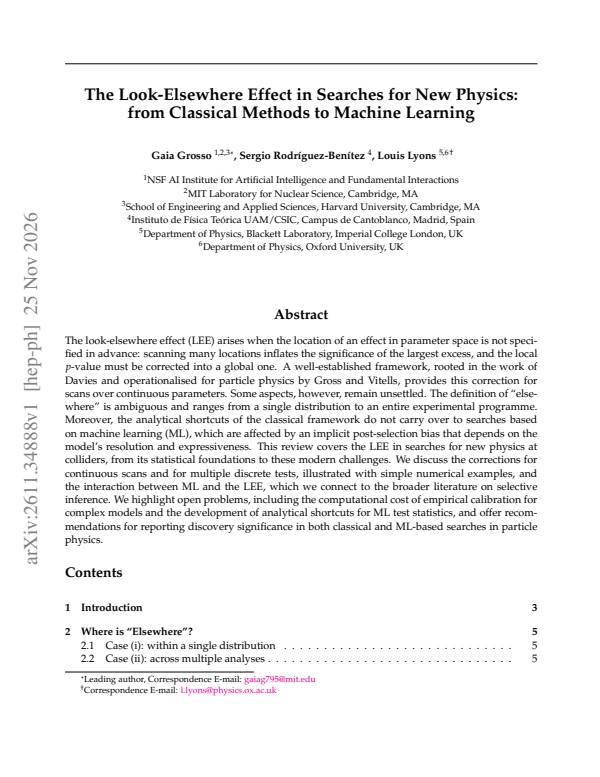 The Look-Elsewhere Effect in Searches for New Physics:
from Classical Methods to Machine Learning
Gaia Grosso 1,2,3*, Sergio Rodríguez-Benítez 4, Louis Lyons 5,6†
1NSF AI Institute for Artificial Intelligence and Fundamental Interactions
2MIT Laboratory for Nuclear Science, Cambridge, MA
3School of Engineering and Applied Sciences, Harvard University, Cambridge, MA
4Instituto de Física Teórica UAM/CSIC, Campus de Cantoblanco, Madrid, Spain
5Department of Physics, Blackett Laboratory, Imperial College London, UK
6Department of Physics, Oxford University, UK
arXiv:2611.34888v1 [hep-ph] 25 Nov 2026
Abstract
The look-elsewhere effect (LEE) arises when the location of an effect in parameter space is not speci-
fied in advance: scanning many locations inflates the significance of the largest excess, and the local
p-value must be corrected into a global one. A well-established framework, rooted in the work of
Davies and operationalised for particle physics by Gross and Vitells, provides this correction for
scans over continuous parameters. Some aspects, however, remain unsettled. The definition of “else-
where” is ambiguous and ranges from a single distribution to an entire experimental programme.
Moreover, the analytical shortcuts of the classical framework do not carry over to searches based
on machine learning (ML), which are affected by an implicit post-selection bias that depends on the
model’s resolution and expressiveness. This review covers the LEE in searches for new physics at
colliders, from its statistical foundations to these modern challenges. We discuss the corrections for
continuous scans and for multiple discrete tests, illustrated with simple numerical examples, and
the interaction between ML and the LEE, which we connect to the broader literature on selective
inference. We highlight open problems, including the computational cost of empirical calibration for
complex models and the development of analytical shortcuts for ML test statistics, and offer recom-
mendations for reporting discovery significance in both classical and ML-based searches in particle
physics.
Contents
1 Introduction 3
2 Where is “Elsewhere”? 5
2.1 Case (i): within a single distribution . . . . . . . . . . . . . . . . . . . . . . . . . . . . 5
2.2 Case (ii): across multiple analyses . . . . . . . . . . . . . . . . . . . . . . . . . . . . . . 5
*Leading author, Correspondence E-mail: gaiag795@mit.edu
†Correspondence E-mail: l.lyons@physics.ox.ac.uk